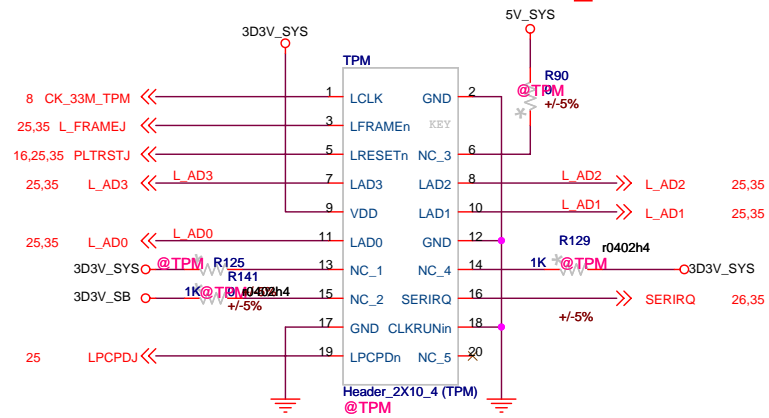 5V_SYS
3D3V_SYS
TPM
R90
0
@TPM
+/-5%
8 CK_33M_TPM 1 LCLK GND 2
25,35 L_FRAMEJ 3 LFRAMEn KEY
16,25,35 PLTRSTJ 5 LRESETn NC_3 6
25,35 L_AD3 L_AD3 7 LAD3 LAD2 8 L_AD2 L_AD2 25,35
9 VDD LAD1 10 L_AD1 L_AD1 25,35
25,35 L_AD0 L_AD0 11 LAD0 GND 12
R129 r0402h4
3D3V_SYS @TPM R125 13 NC_1 NC_4 14 1K @TPM 3D3V_SYS
R141
3D3V_SB 1K @TPM 0 r0402h4 15 NC_2 SERIRQ 16 SERIRQ 26,35
+/-5% +/-5%
17 GND CLKRUNin 18
25 LPCPDJ 19 LPCPDn NC_5 20
Header_2X10_4 (TPM)
@TPM